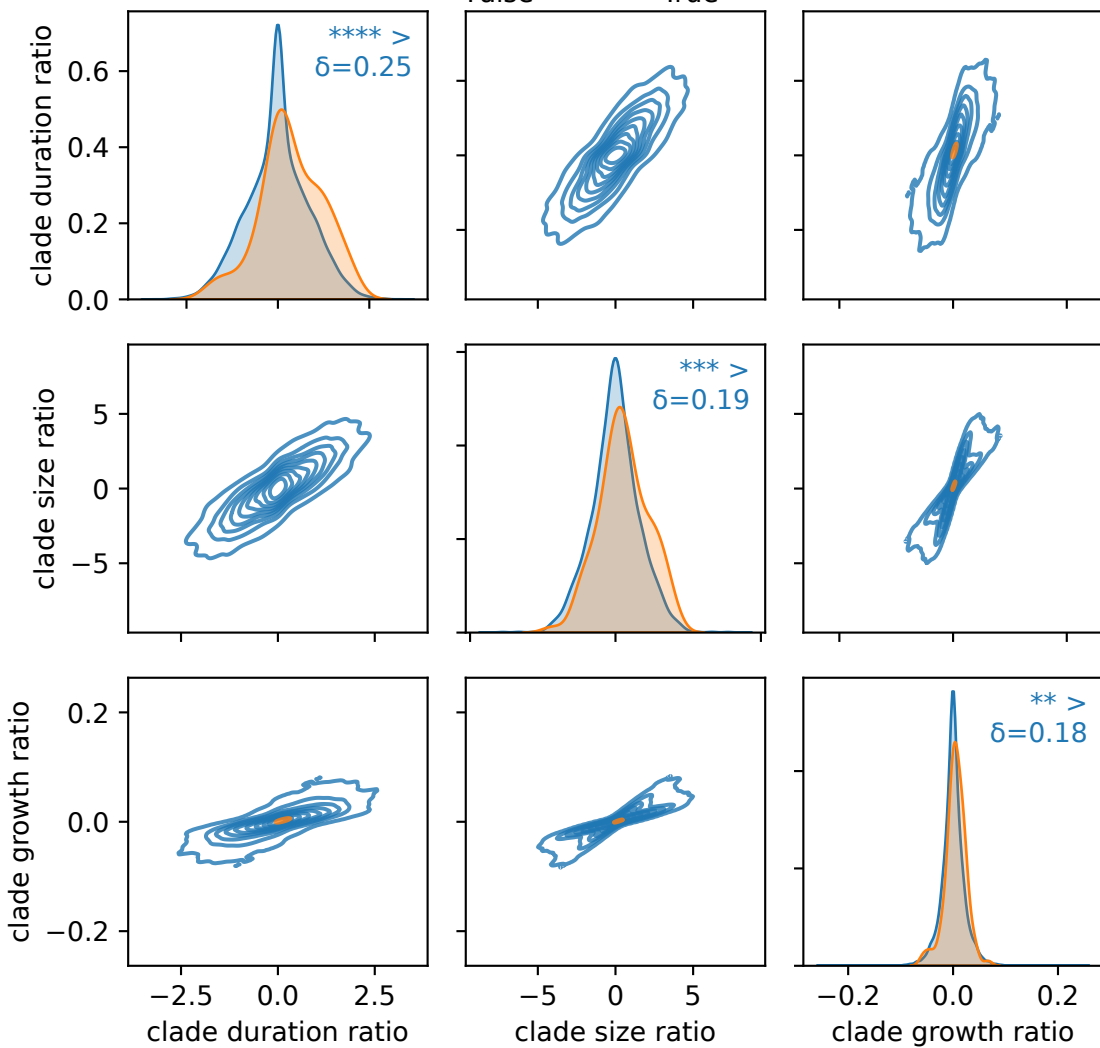 **** >
δ=0.25
clade duration ratio
0.6
0.4
0.2
0.0
*** >
δ=0.19
clade size ratio
5
0
−5
** >
δ=0.18
clade growth ratio
0.2
0.0
−0.2
−2.5 0.0 2.5 −5 0 5 −0.2 0.0 0.2
clade duration ratio clade size ratio clade growth ratio